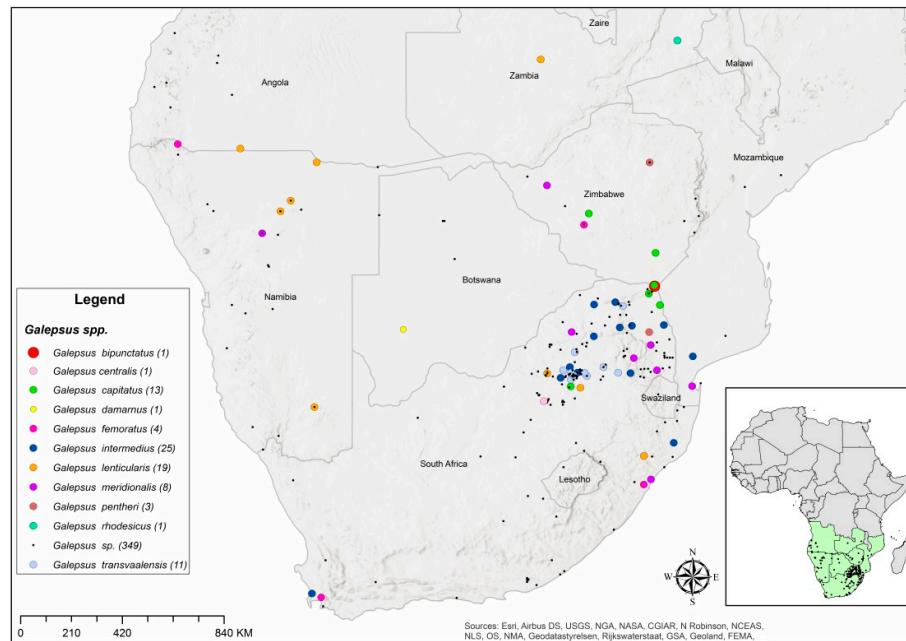 Zaire
Angola
Zambia
Malawi
Mozambique
Zimbabwe
Botswana
Namibia
Swaziland
South Africa
Lesotho
Legend
Galepsus spp.
Galepsus bipunctatus (1)
Galepsus centralis (1)
Galepsus capitatus (13)
Galepsus damarnus (1)
Galepsus femoratus (4)
Galepsus intermedius (25)
Galepsus lenticularis (19)
Galepsus meridionalis (8)
Galepsus pentheri (3)
Galepsus rhodesicus (1)
Galepsus sp. (349)
Galepsus transvaalensis (11)
0 210 420 840 KM
N
W E
S
Sources: Esri, Airbus DS, USGS, NGA, NASA, CGIAR, N Robinson, NCEAS,
NLS, OS, NMA, Geodatastyrelsen, Rijkswaterstaat, GSA, Geoland, FEMA,